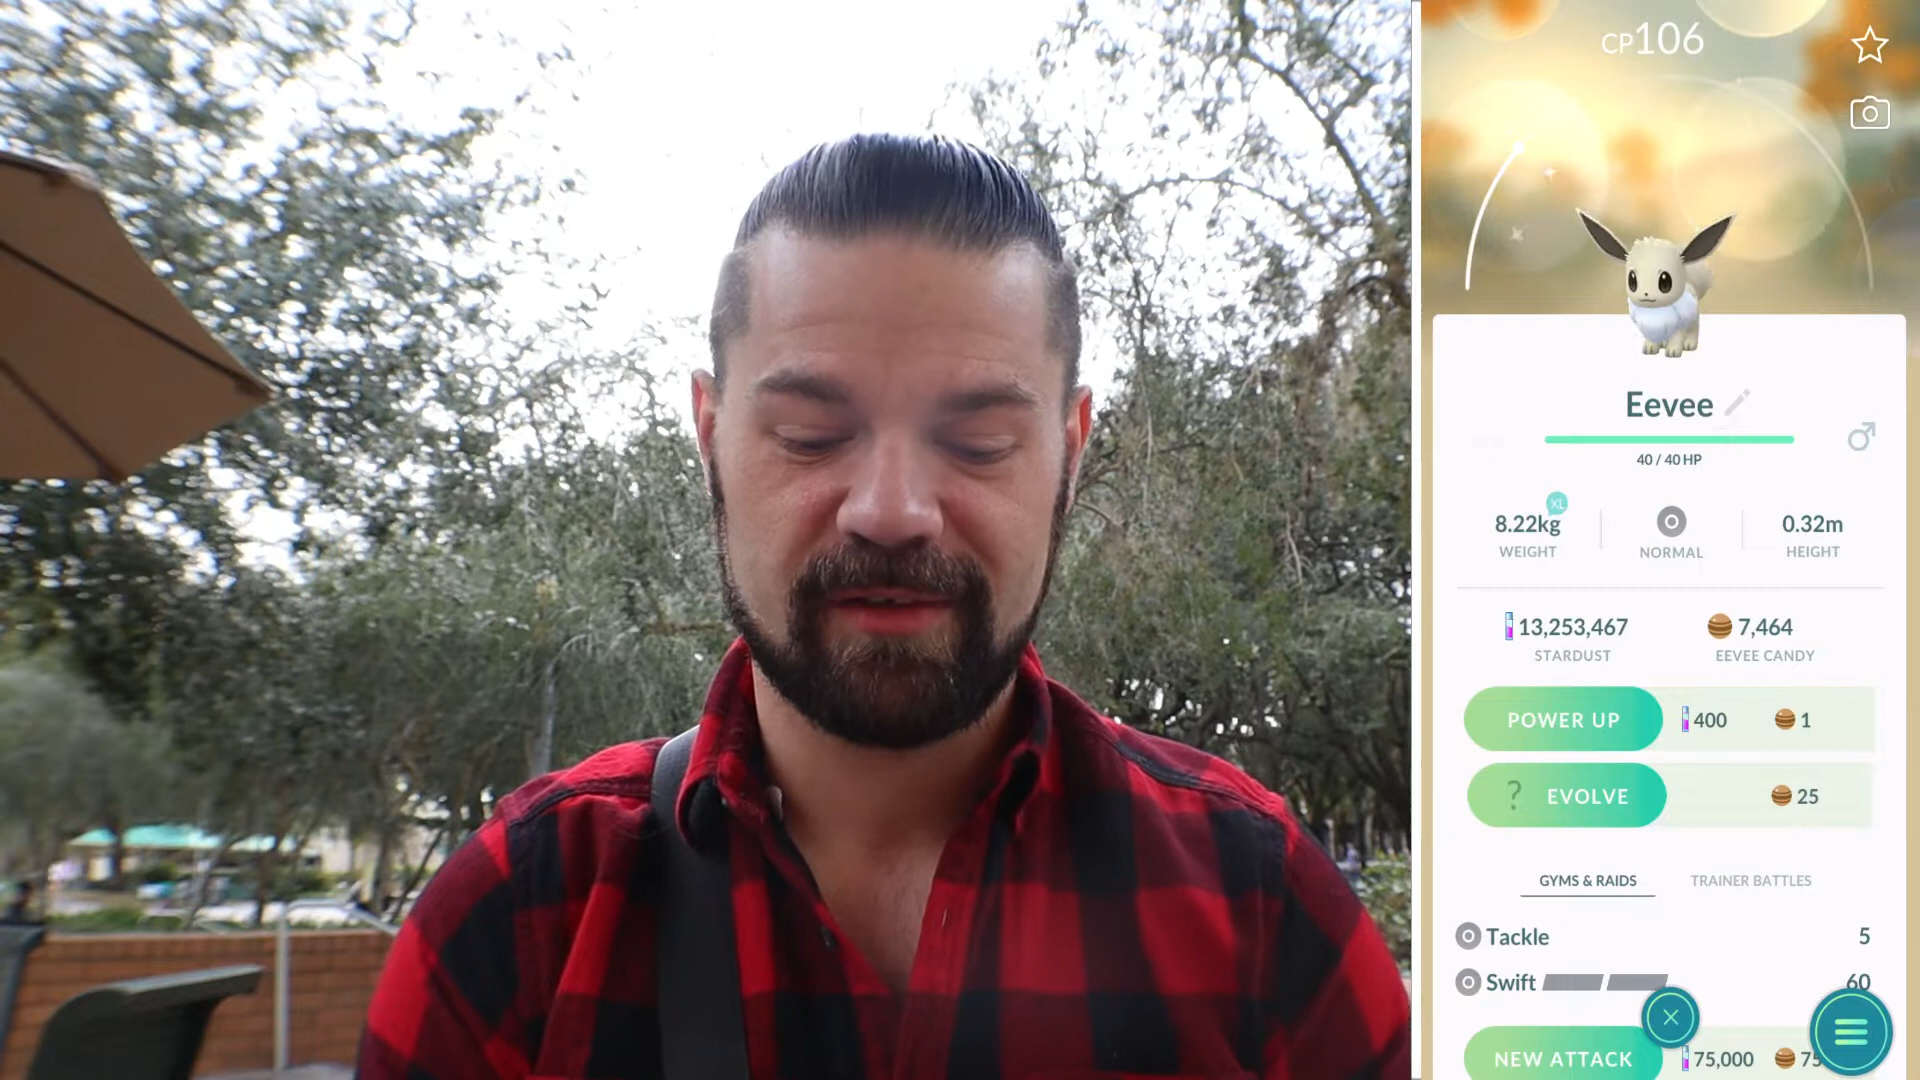 CP106
Eevee
40 / 40 HP
XL
8.22kg
WEIGHT
NORMAL
0.32m
HEIGHT
13,253,467
STARDUST
7,464
EEVEE CANDY
POWER UP 400 1
? EVOLVE 25
GYMS & RAIDS TRAINER BATTLES
Tackle 5
Swift 60
NEW ATTACK 75,000 75